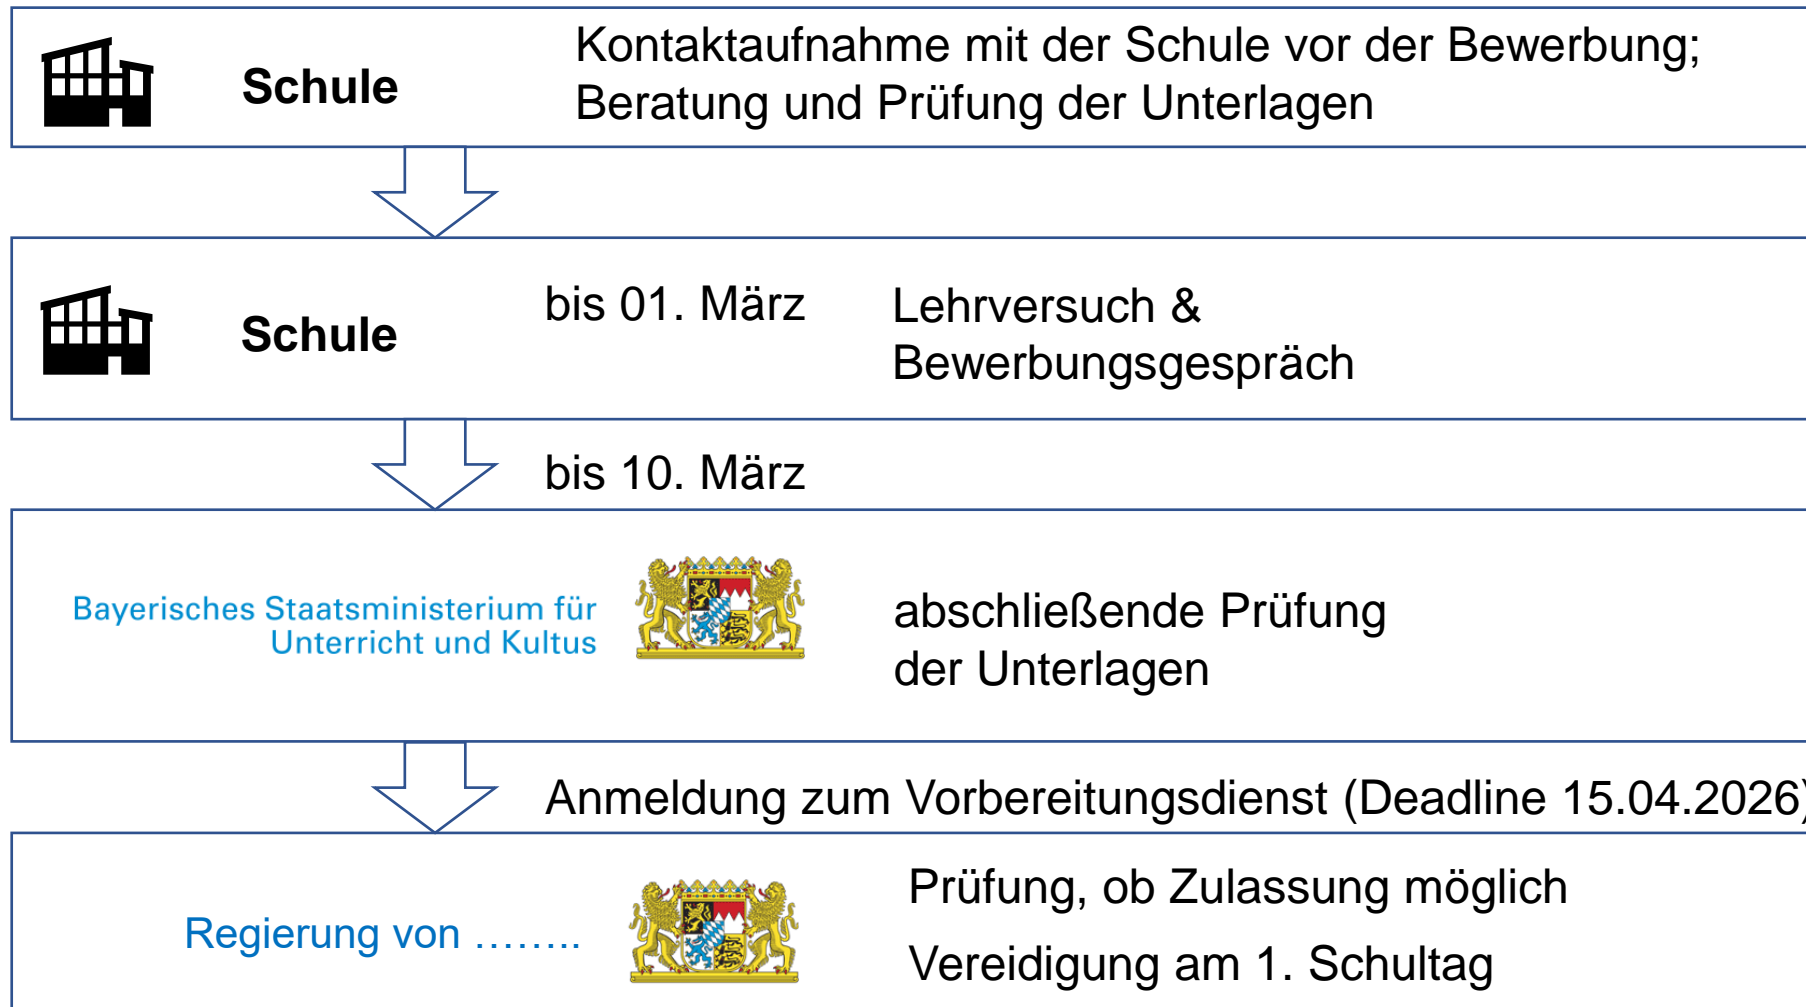 Schule
Kontaktaufnahme mit der Schule vor der Bewerbung;
Beratung und Prüfung der Unterlagen
Schule
bis 01. März
Lehrversuch &
Bewerbungsgespräch
bis 10. März
Bayerisches Staatsministerium für
Unterricht und Kultus
abschließende Prüfung
der Unterlagen
Anmeldung zum Vorbereitungsdienst (Deadline 15.04.2026)
Regierung von ……..
Prüfung, ob Zulassung möglich
Vereidigung am 1. Schultag